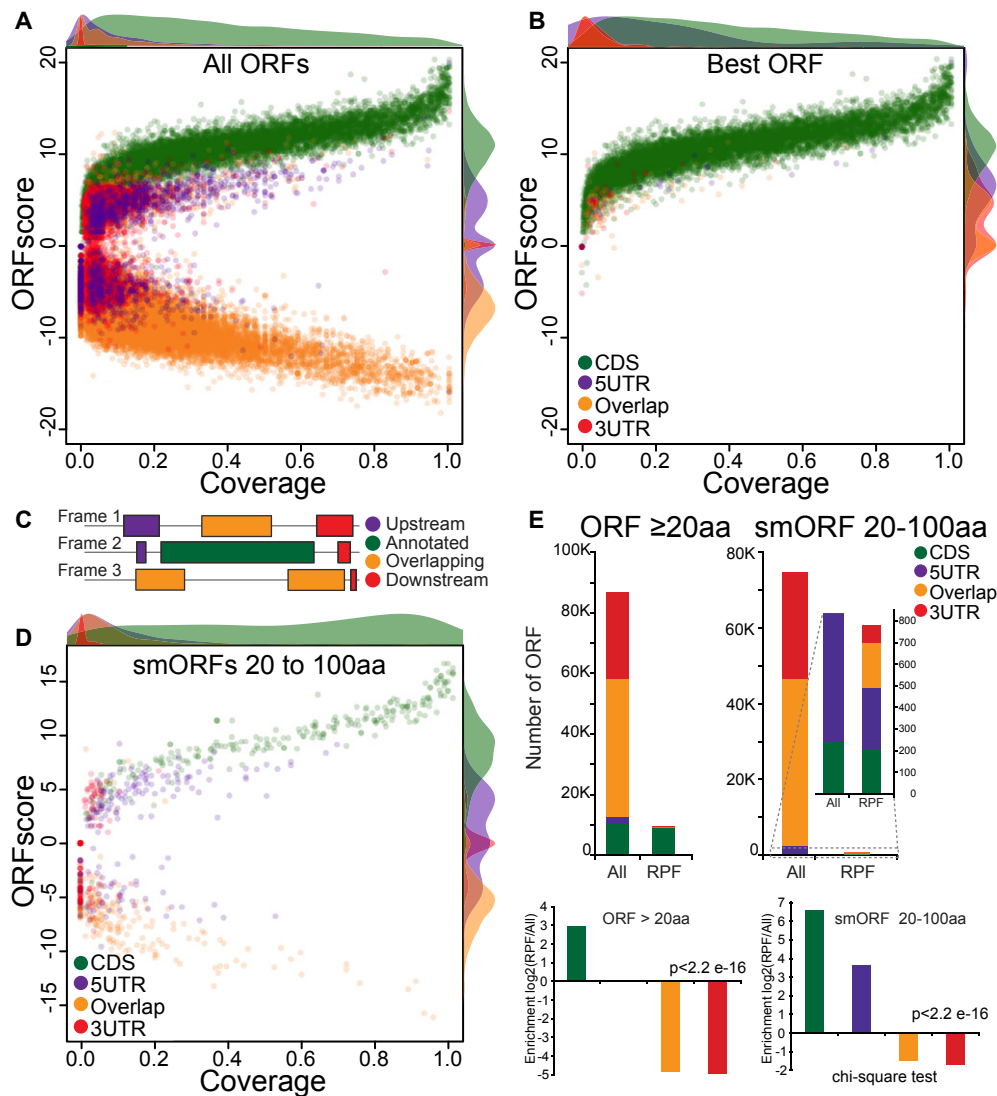 A
All ORFs
ORFscore
20
10
0
-10
-20
0.0 0.2 0.4 0.6 0.8 1.0
Coverage
B
Best ORF
ORFscore
20
10
0
-10
-20
CDS
5UTR
Overlap
3UTR
0.0 0.2 0.4 0.6 0.8 1.0
Coverage
C
Frame 1
Frame 2
Frame 3
Upstream
Annotated
Overlapping
Downstream
D
smORFs 20 to 100aa
ORFscore
15
10
5
0
-5
-10
-15
CDS
5UTR
Overlap
3UTR
0.0 0.2 0.4 0.6 0.8 1.0
Coverage
E
ORF ≥20aa
Number of ORF
100K
80K
60K
40K
20K
0
All RPF
smORF 20-100aa
80K
60K
40K
20K
0
All RPF
CDS
5UTR
Overlap
3UTR
800
700
600
500
400
300
200
100
0
All RPF
ORF > 20aa
Enrichment log2(RPF/All)
4
3
2
1
0
-1
-2
-3
-4
-5
p<2.2 e-16
smORF 20-100aa
Enrichment log2(RPF/All)
7
6
5
4
3
2
1
0
-1
-2
p<2.2 e-16
chi-square test